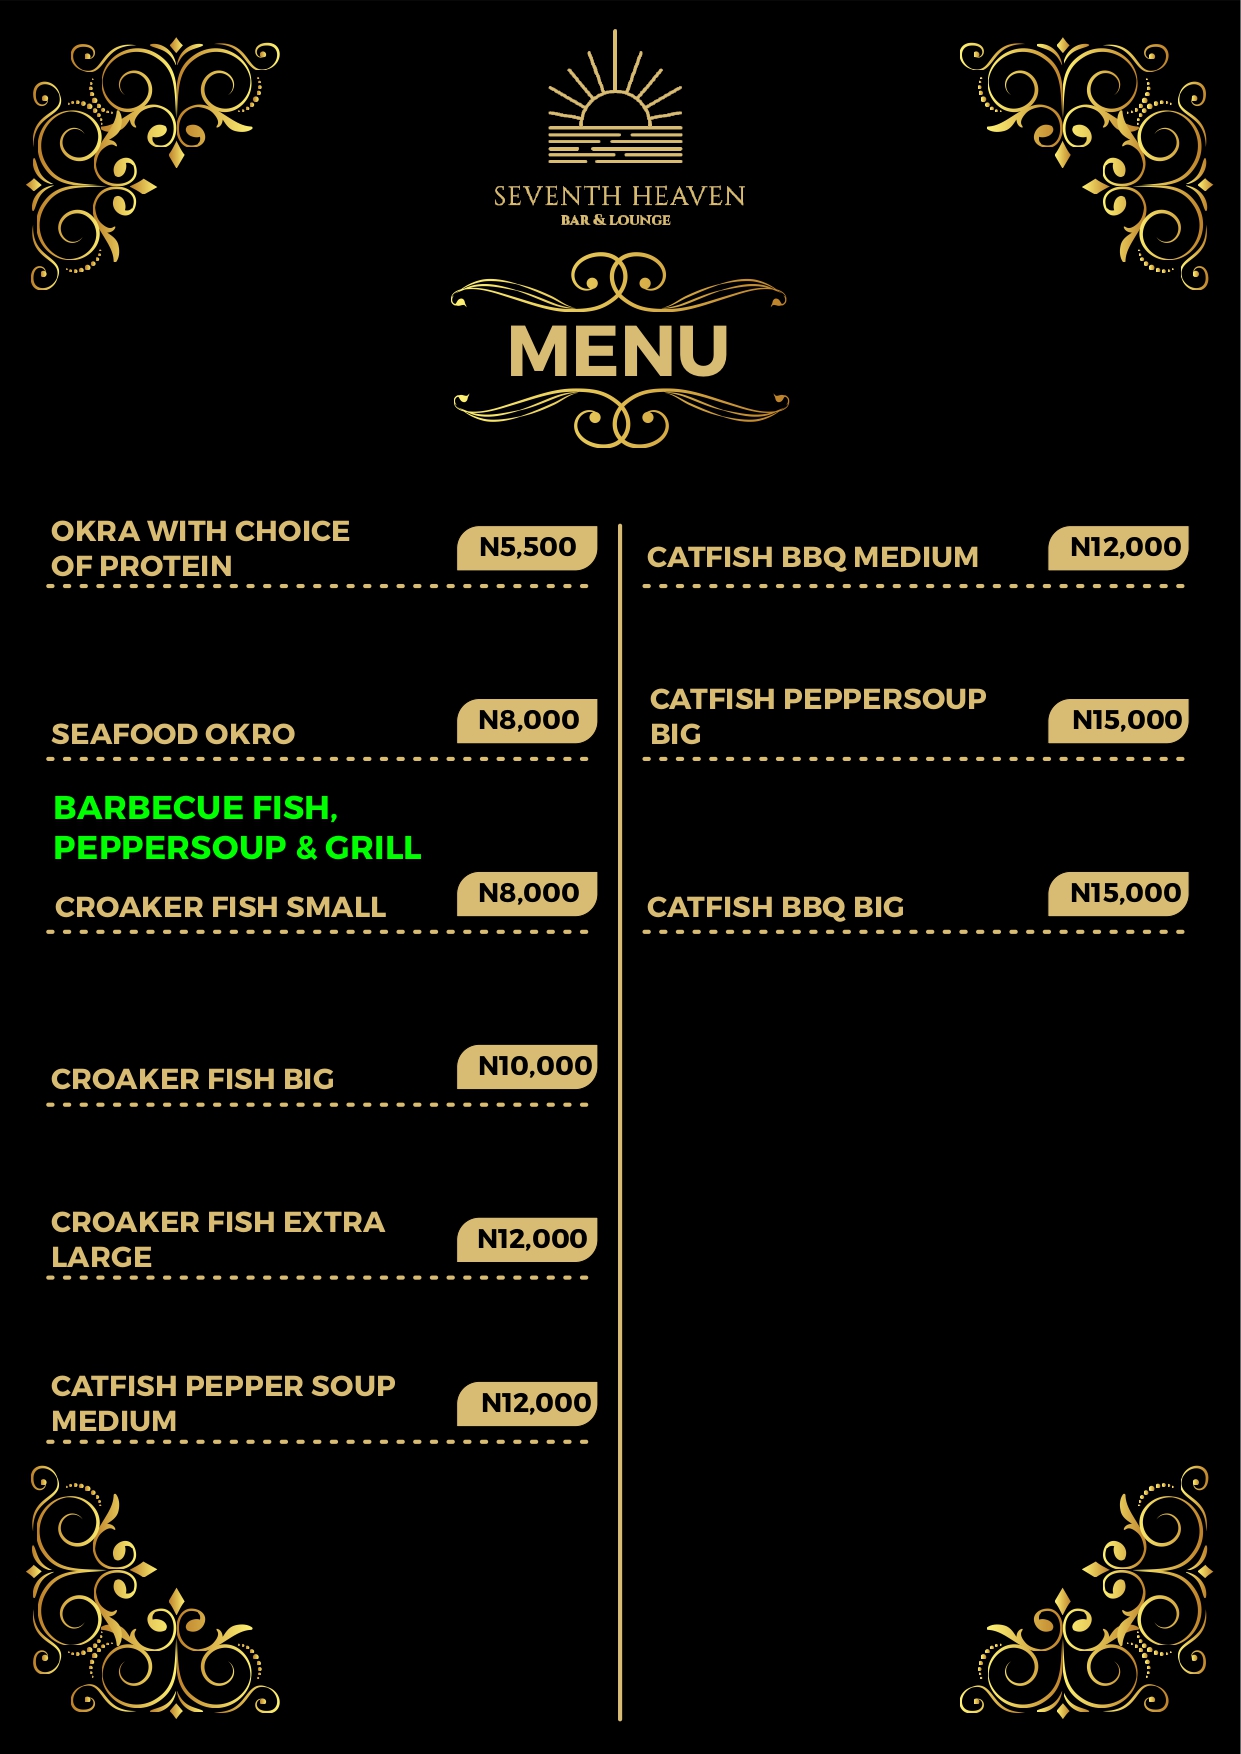 SEVENTH HEAVEN
BAR & LOUNGE
MENU
OKRA WITH CHOICE
OF PROTEIN
N5,500
SEAFOOD OKRO
N8,000
BARBECUE FISH,
PEPPERSOUP & GRILL
CROAKER FISH SMALL
N8,000
CROAKER FISH BIG
N10,000
CROAKER FISH EXTRA
LARGE
N12,000
CATFISH PEPPER SOUP
MEDIUM
N12,000
CATFISH BBQ MEDIUM
N12,000
CATFISH PEPPERSOUP
BIG
N15,000
CATFISH BBQ BIG
N15,000